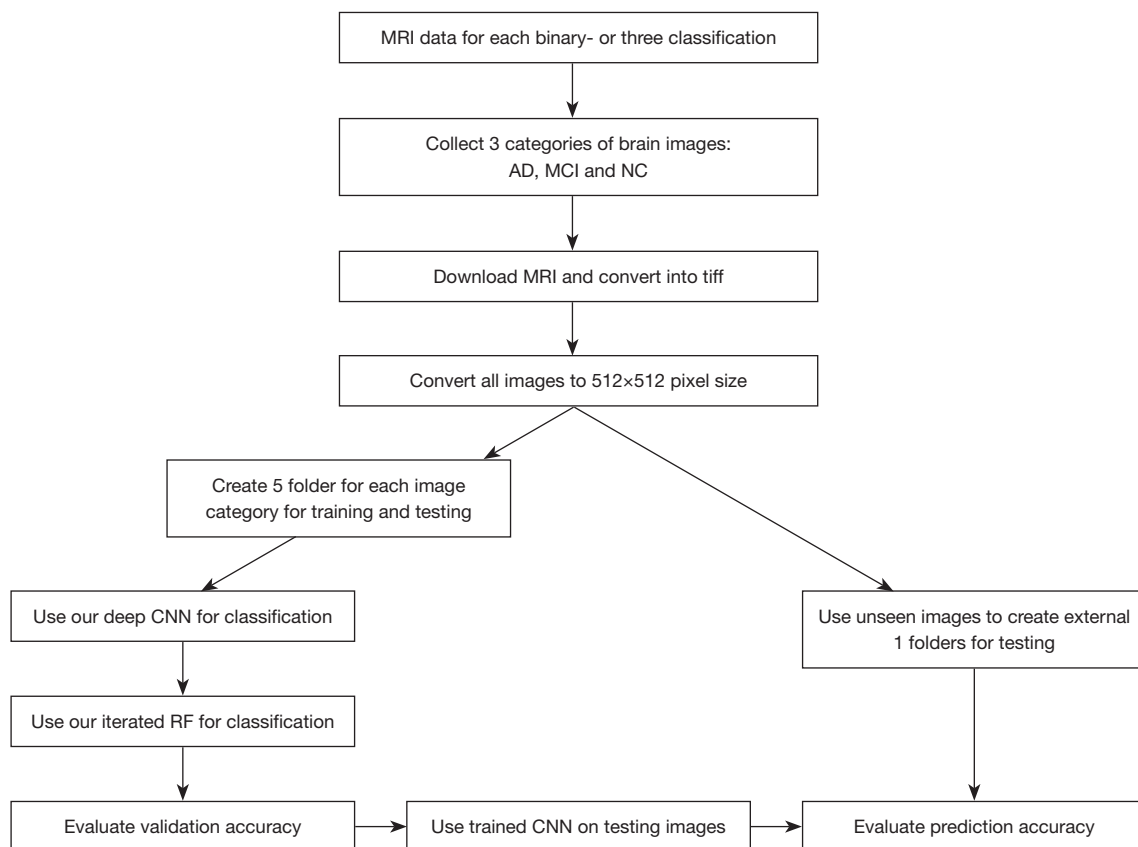 MRI data for each binary- or three classification
Collect 3 categories of brain images:
AD, MCI and NC
Download MRI and convert into tiff
Convert all images to 512×512 pixel size
Create 5 folder for each image
category for training and testing
Use our deep CNN for classification
Use unseen images to create external
1 folders for testing
Use our iterated RF for classification
Evaluate validation accuracy
Use trained CNN on testing images
Evaluate prediction accuracy